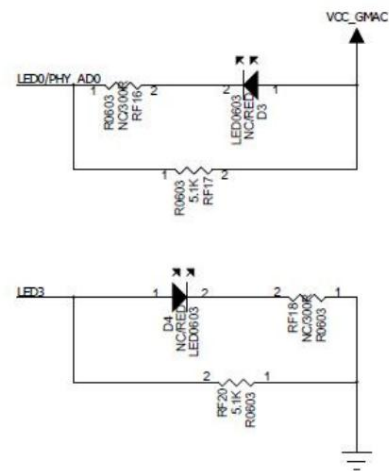 VCC_GMAC
LED0/PHY_AD0
1
2
2
1
R0603
NC/300R
RF16
LED0603
NC/RED
D3
1
2
R0603
5.1K
RF17
LED3
1
2
2
1
D4
NC/RED
LED0603
RF18
NC/300R
R0603
2
1
RF20
5.1K
R0603